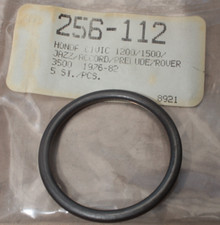 256-112
HONDA CIVIC 1200/1500/
JAZZ/ACCORD/PRELUDE/ROVER
3500 1976-82
5 ST./PCS.
8921